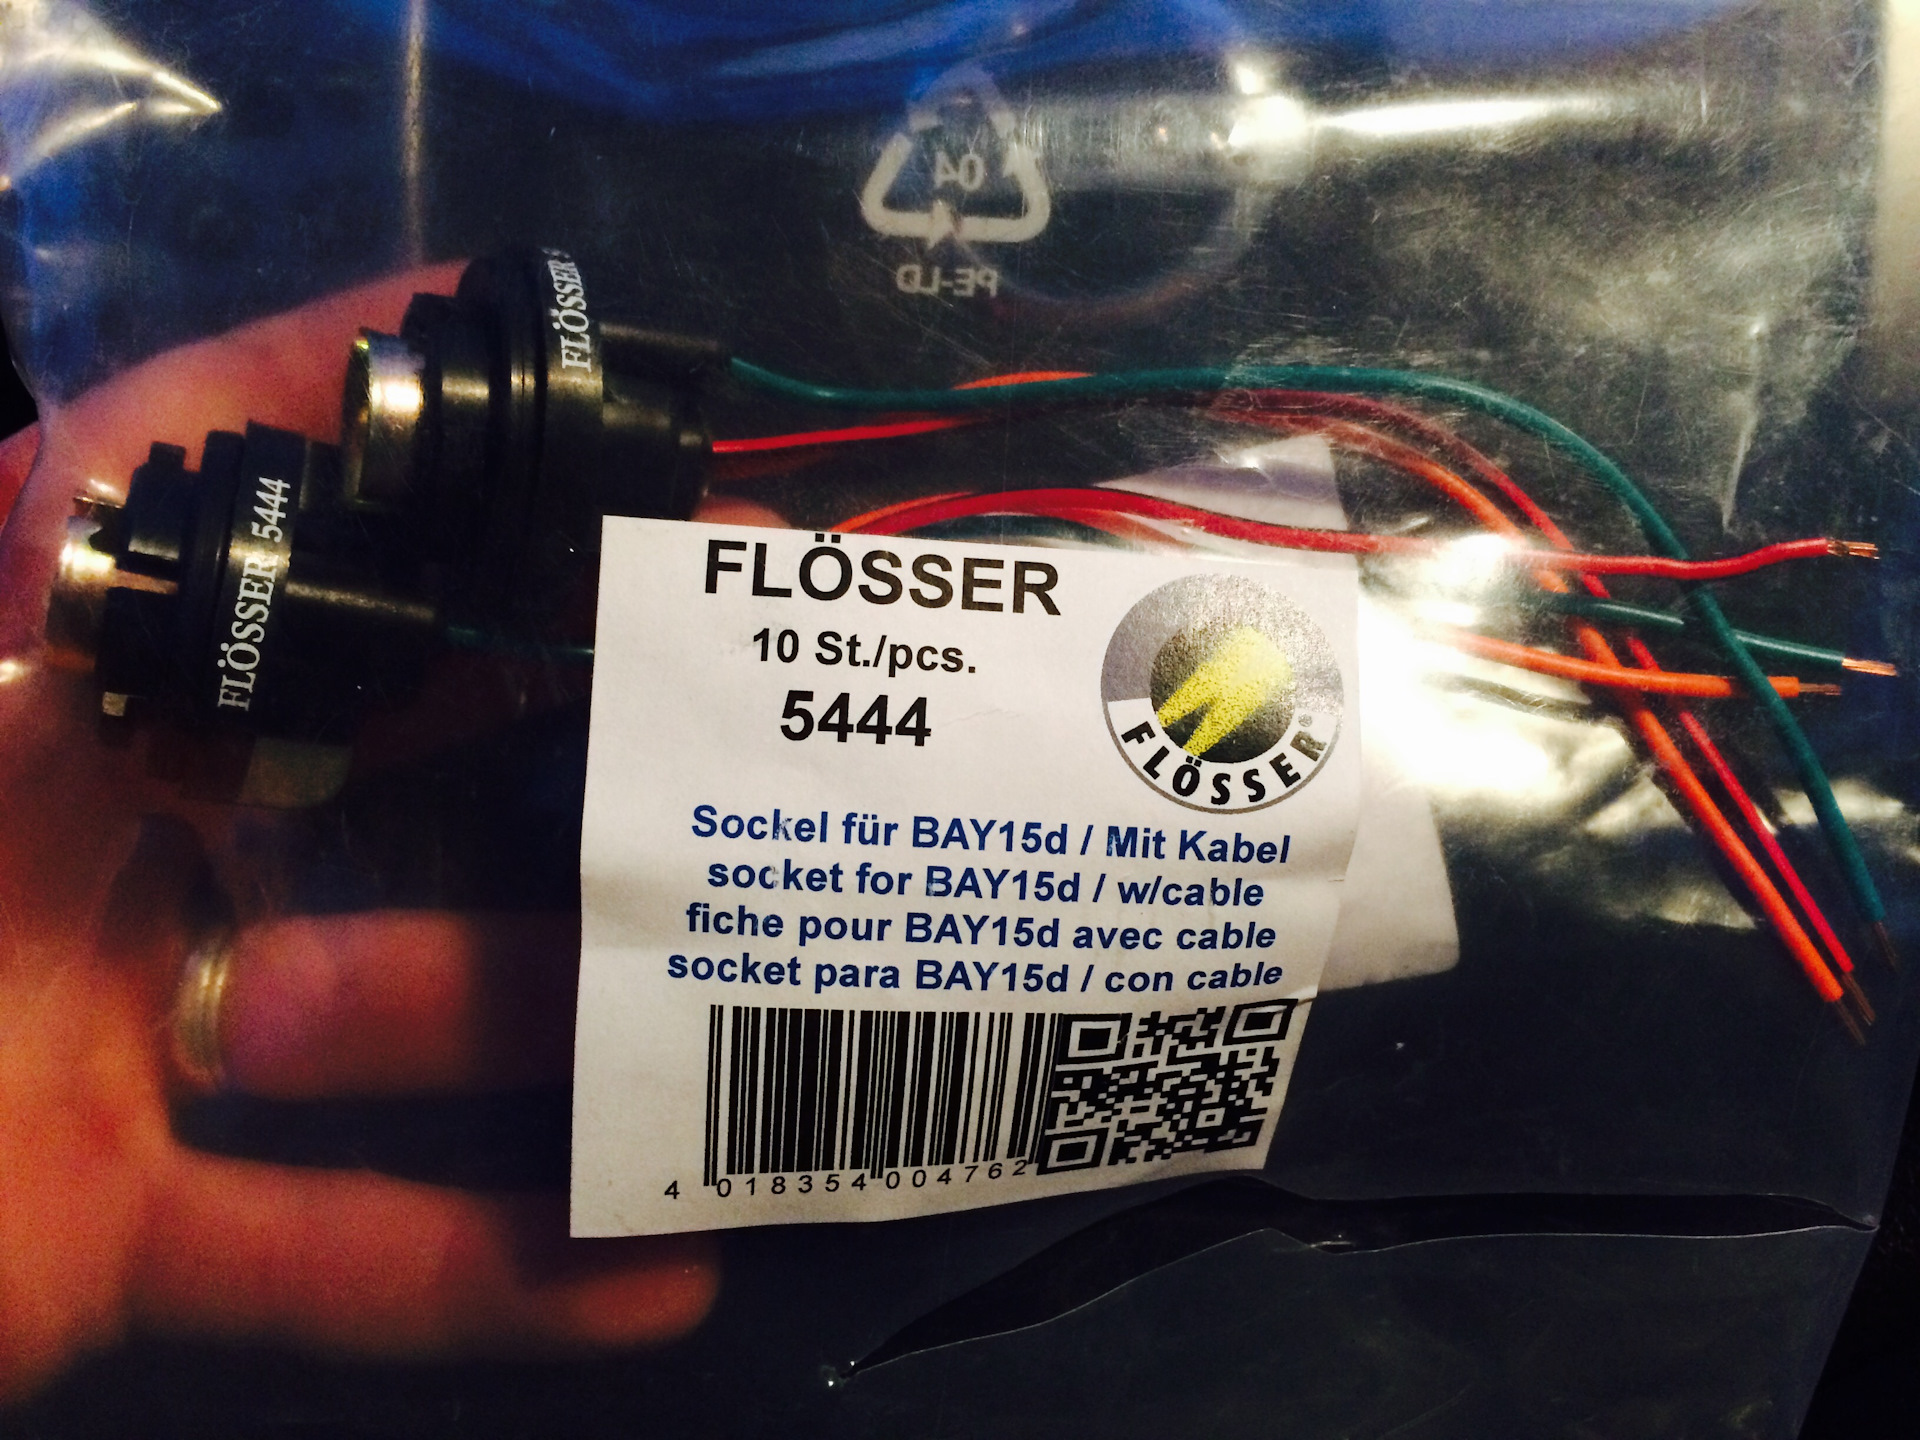 04
PE-LD
FLÖSSER
FLÖSSER 5444
FLÖSSER
10 St./pcs.
5444
FLÖSSER®
Sockel für BAY15d / Mit Kabel
socket for BAY15d / w/cable
fiche pour BAY15d avec cable
socket para BAY15d / con cable
4 018354 004762